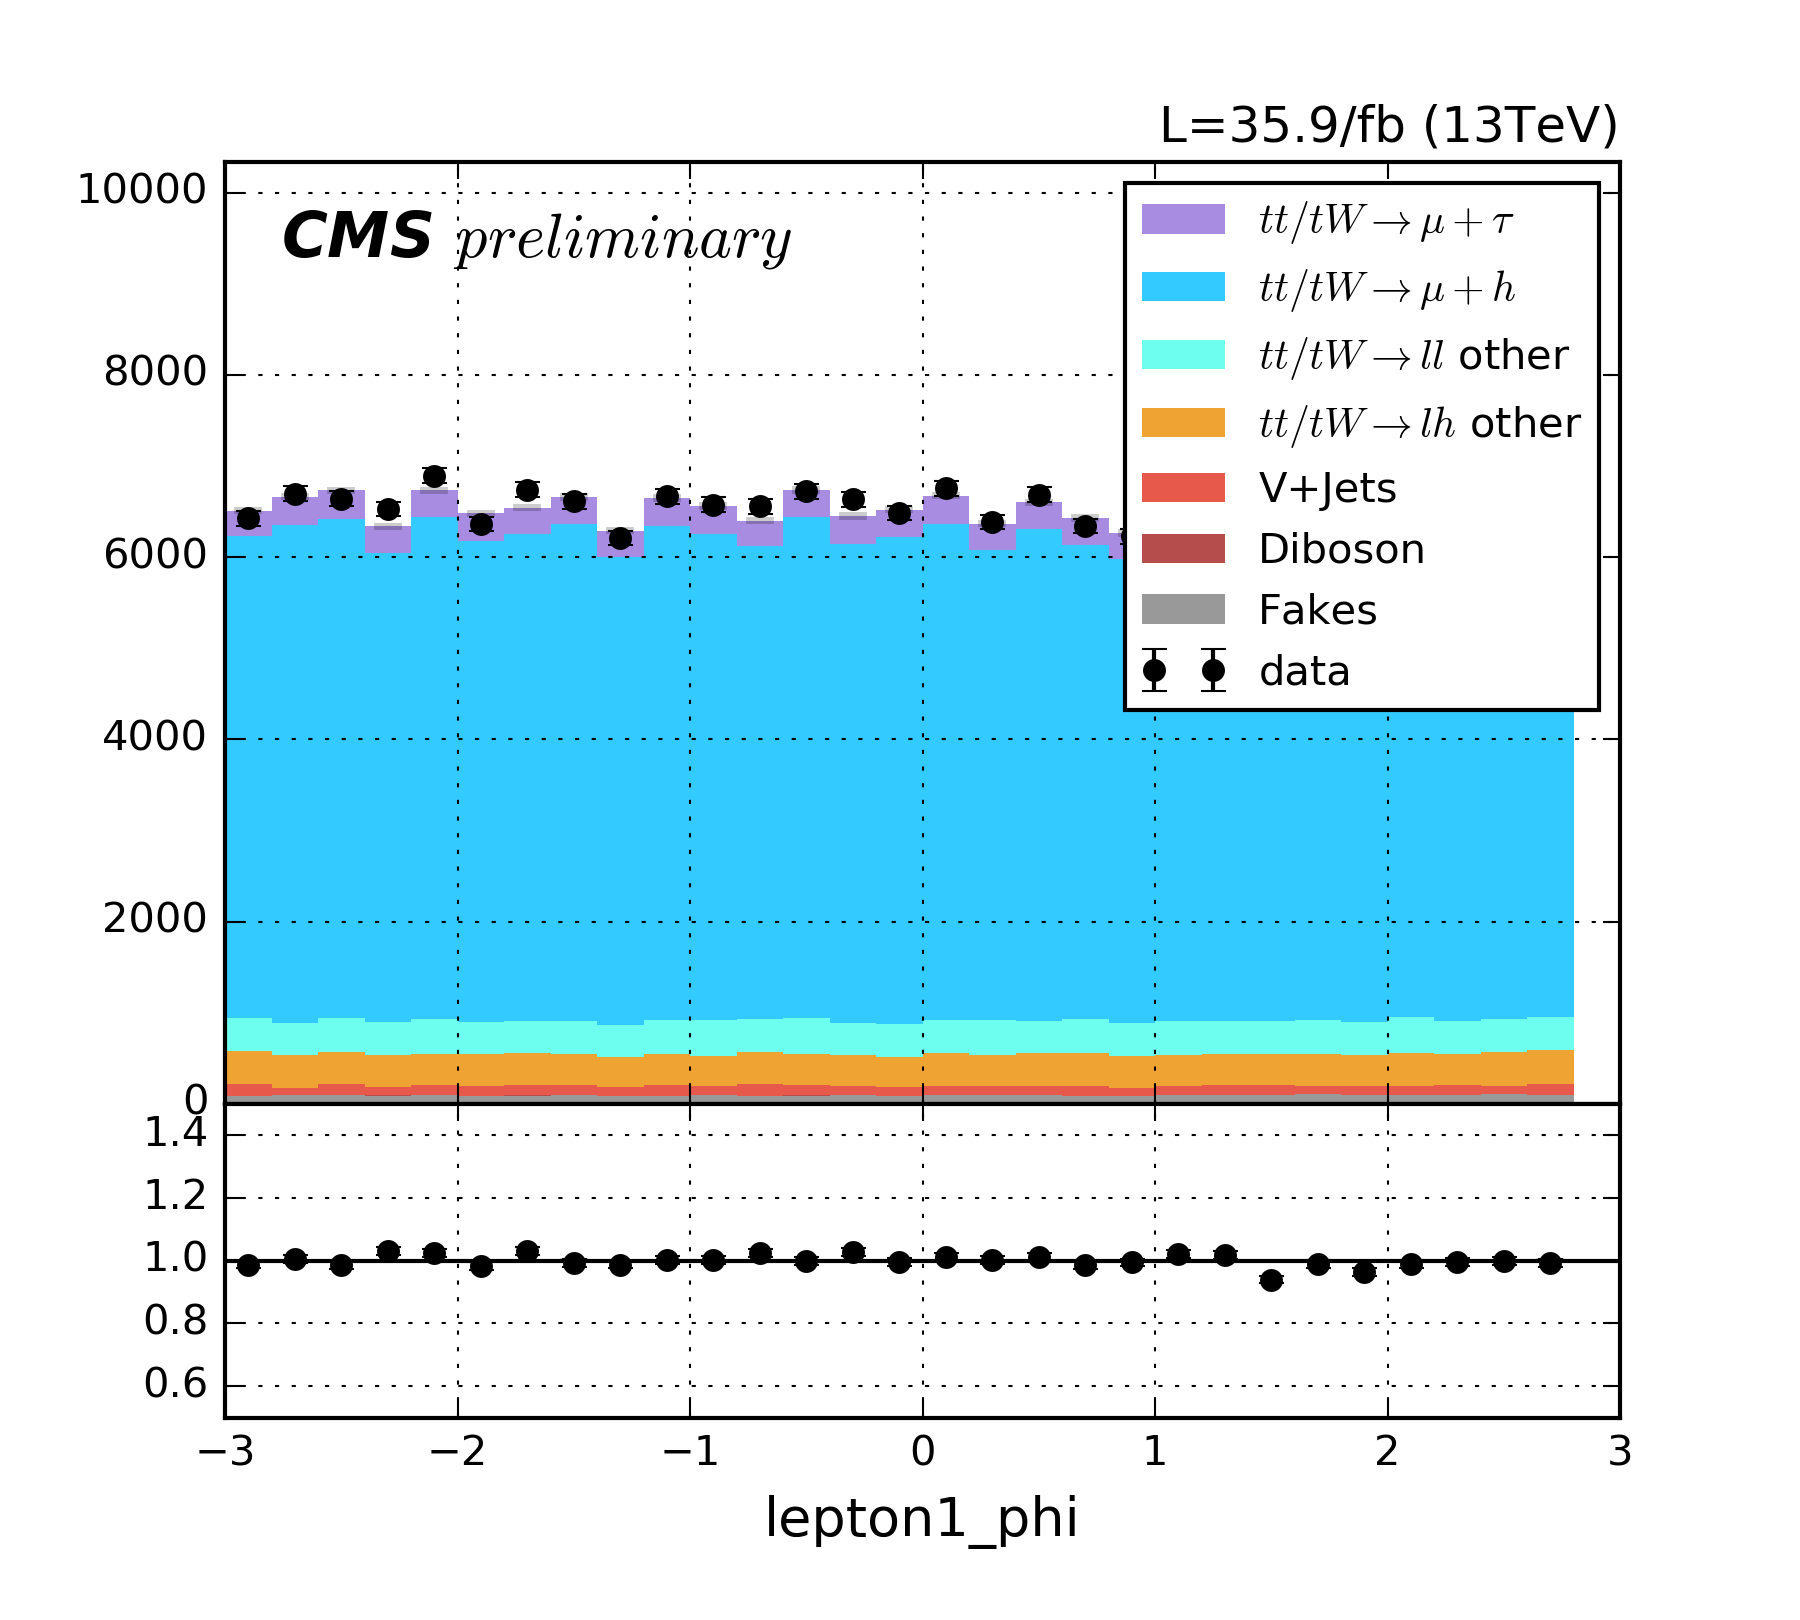 L=35.9/fb (13TeV)
CMS preliminary
10000
8000
6000
4000
2000
0
tt/tW→μ+τ
tt/tW→μ+h
tt/tW→ll other
tt/tW→lh other
V+Jets
Diboson
Fakes
data
1.4
1.2
1.0
0.8
0.6
−3 −2 −1 0 1 2 3
lepton1_phi